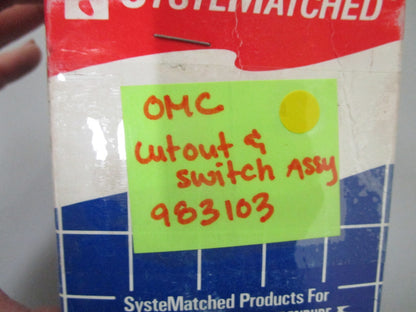 SYSTEMATCHED
OMC
cutout &
switch Assy
983103
SysteMatched Products For